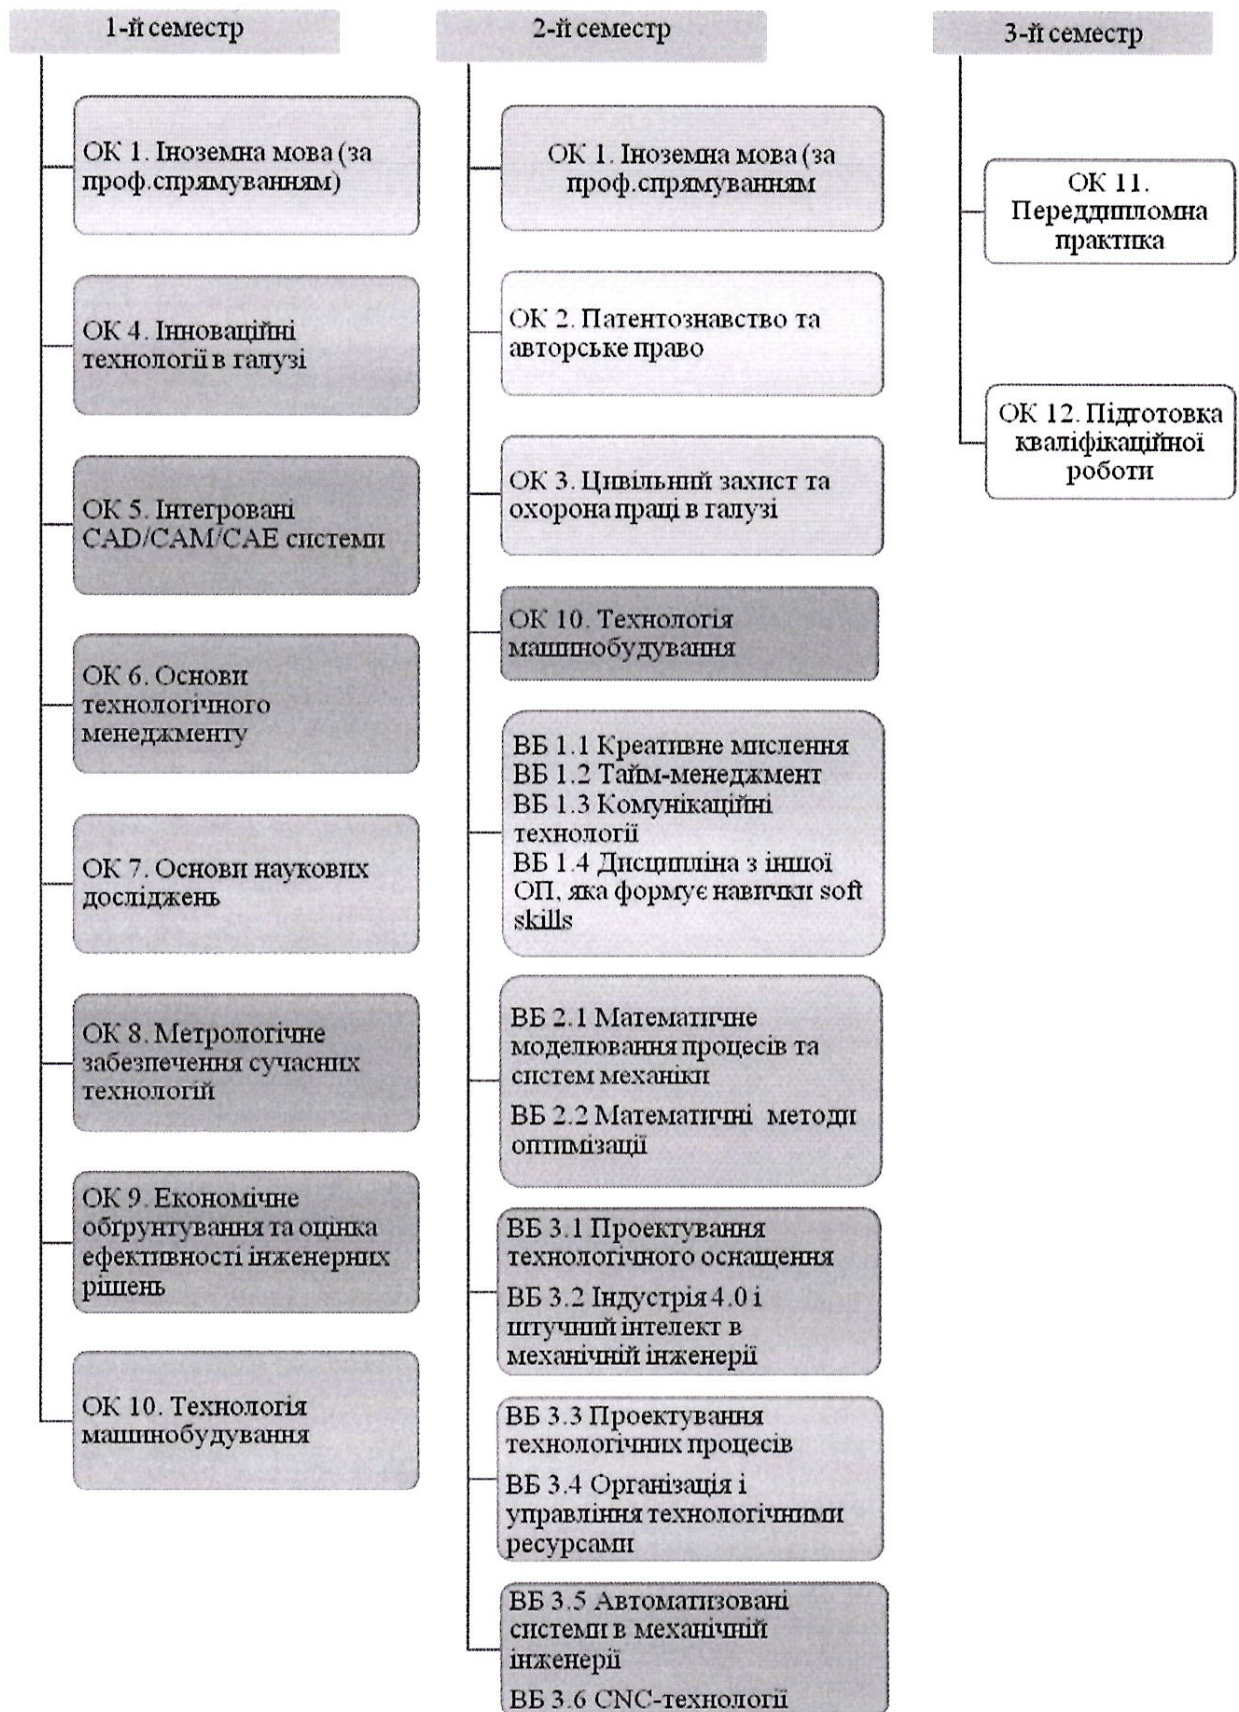 1-й семестр
ОК 1. Іноземна мова (за
проф.спрямуванням)
ОК 4. Інноваційні
технології в галузі
ОК 5. Інтегровані
CAD/CAM/CAE системи
ОК 6. Основи
технологічного
менеджменту
ОК 7. Основи наукових
досліджень
ОК 8. Метрологічне
забезпечення сучасних
технологій
ОК 9. Економічне
обґрунтування та оцінка
ефективності інженерних
рішень
ОК 10. Технологія
машинобудування
2-й семестр
ОК 1. Іноземна мова (за
проф.спрямуванням
ОК 2. Патентознавство та
авторське право
ОК 3. Цивільний захист та
охорона праці в галузі
ОК 10. Технологія
машинобудування
ВБ 1.1 Креативне мислення
ВБ 1.2 Тайм-менеджмент
ВБ 1.3 Комунікаційні
технології
ВБ 1.4 Дисципліна з іншої
ОП, яка формує навички soft
skills
ВБ 2.1 Математичне
моделювання процесів та
систем механіки
ВБ 2.2 Математичні методи
оптимізації
ВБ 3.1 Проектування
технологічного оснащення
ВБ 3.2 Індустрія 4.0 і
штучний інтелект в
механічній інженерії
ВБ 3.3 Проектування
технологічних процесів
ВБ 3.4 Організація і
управління технологічними
ресурсами
ВБ 3.5 Автоматизовані
системи в механічній
інженерії
ВБ 3.6 CNC-технології
3-й семестр
ОК 11.
Переддипломна
практика
ОК 12. Підготовка
кваліфікаційної
роботи